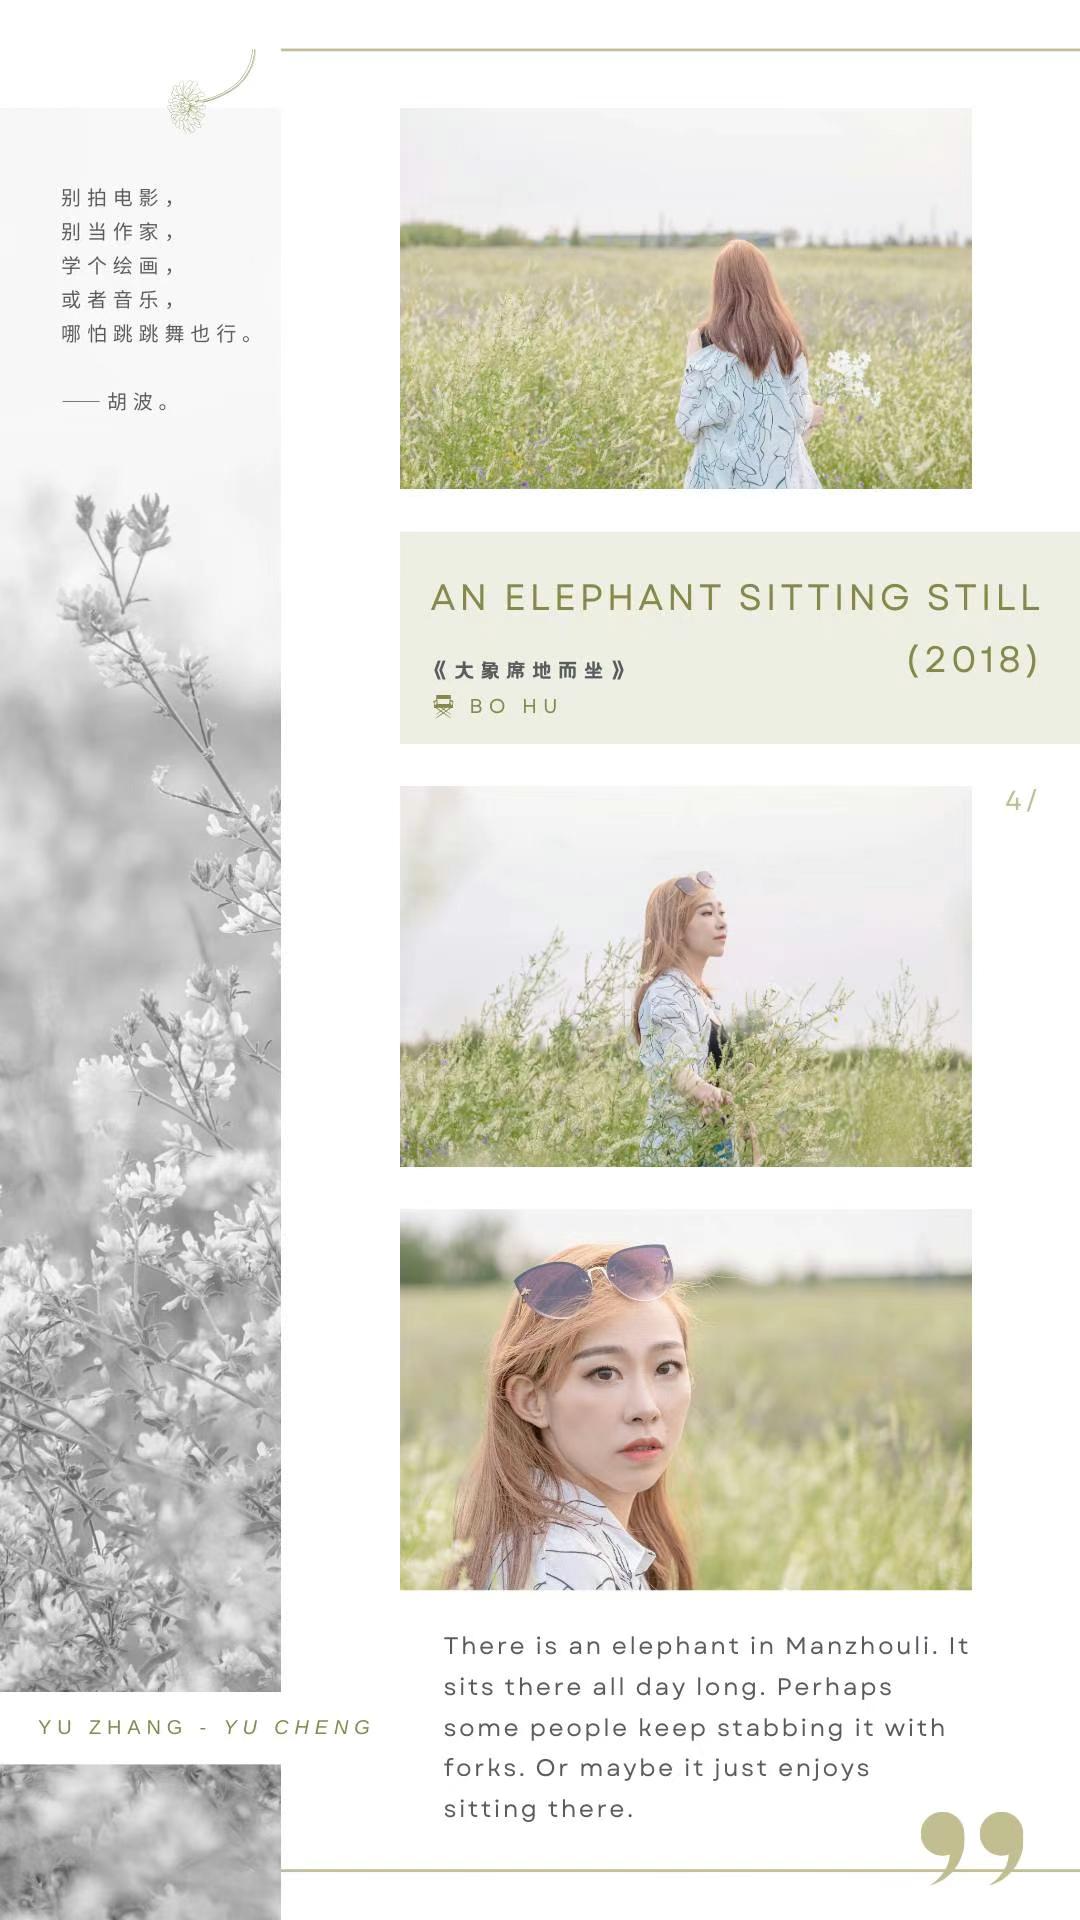 别拍电影，
别当作家，
学个绘画，
或者音乐，
哪怕跳跳舞也行。
——胡波。
AN ELEPHANT SITTING STILL
(2018)
《大象席地而坐》
BO HU
4/
There is an elephant in Manzhouli. It
sits there all day long. Perhaps
some people keep stabbing it with
forks. Or maybe it just enjoys
sitting there.
YU ZHANG - YU CHENG
”